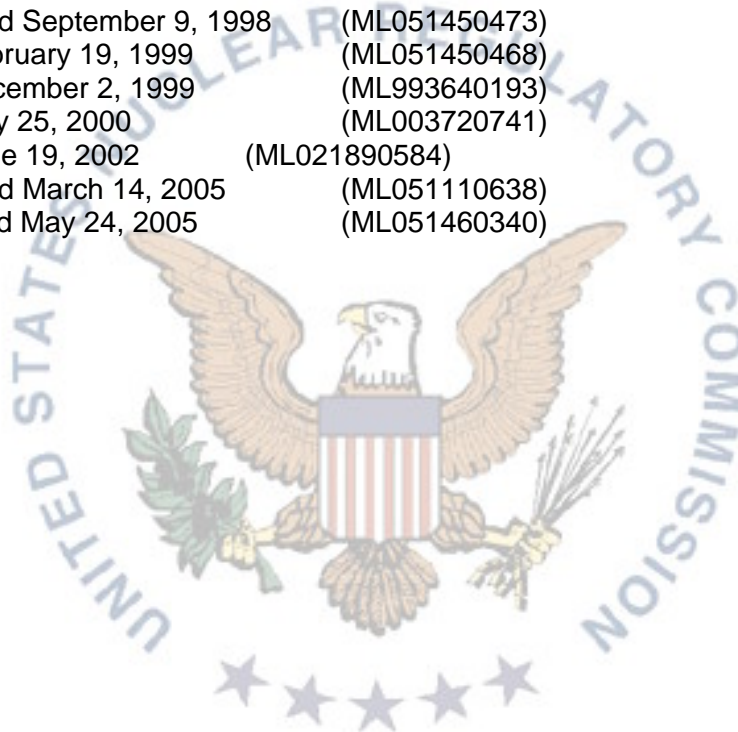 d September 9, 1998 (ML051450473)
ruary 19, 1999 (ML051450468)
cember 2, 1999 (ML993640193)
y 25, 2000 (ML003720741)
e 19, 2002 (ML021890584)
d March 14, 2005 (ML051110638)
d May 24, 2005 (ML051460340)
UNITED STATES NUCLEAR REGULATORY COMMISSION